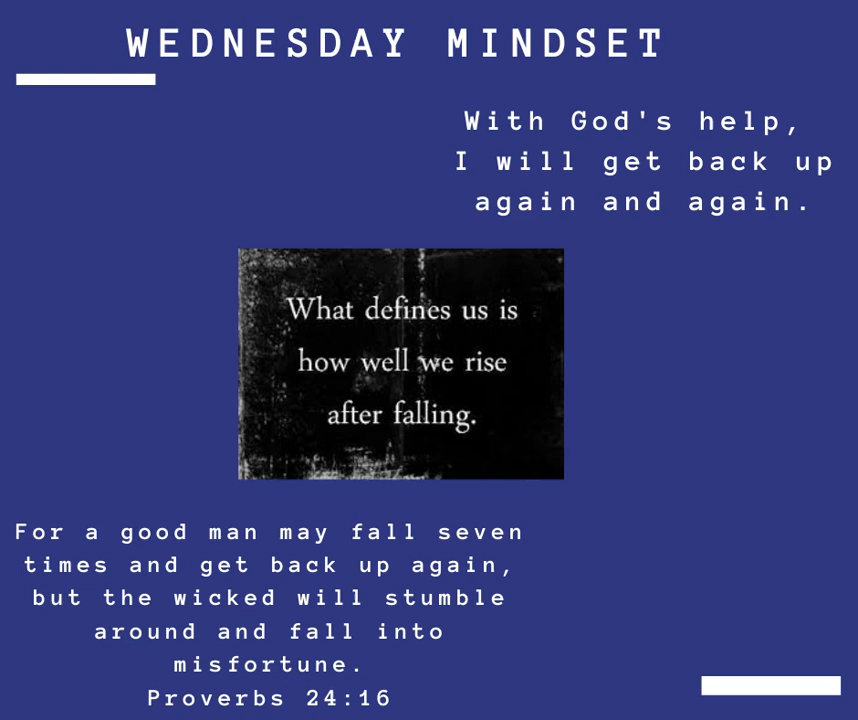 WEDNESDAY MINDSET
With God's help,
I will get back up
again and again.
What defines us is
how well we rise
after falling.
For a good man may fall seven
times and get back up again,
but the wicked will stumble
around and fall into
misfortune.
Proverbs 24:16